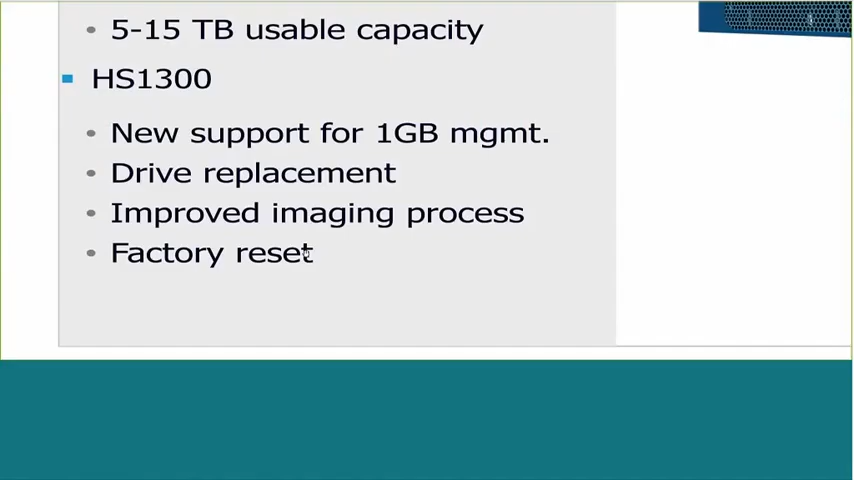 5-15 TB usable capacity
HS1300
New support for 1GB mgmt.
Drive replacement
Improved imaging process
Factory reset